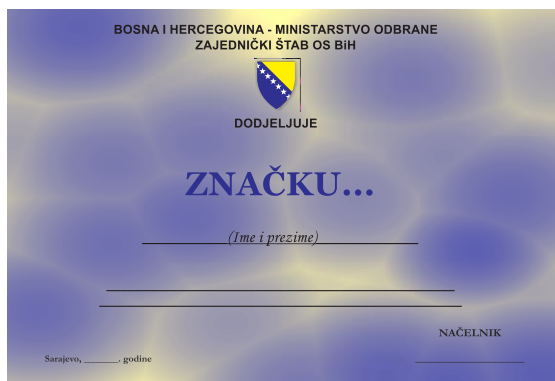 BOSNA I HERCEGOVINA - MINISTARSTVO ODBRANE
ZAJEDNIČKI ŠTAB OS BiH
DODJELJUJE
ZNAČKU...
(Ime i prezime)
NAČELNIK
Sarajevo, _______. godine